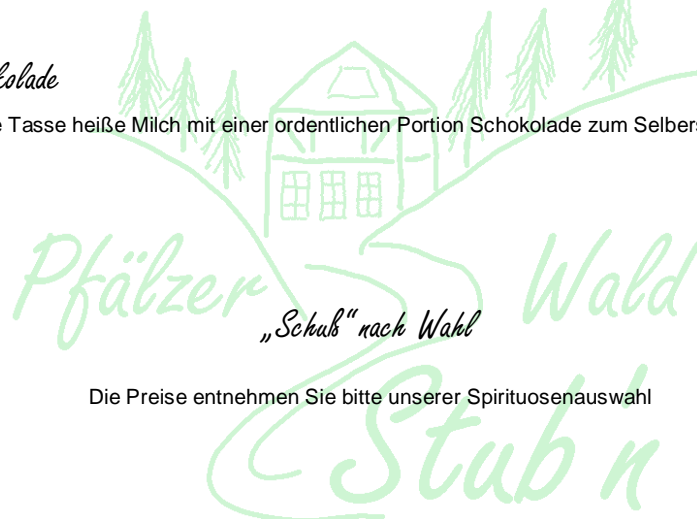 kolade
e Tasse heiße Milch mit einer ordentlichen Portion Schokolade zum Selbers
Pfälzer Wald
„Schuß“ nach Wahl
Die Preise entnehmen Sie bitte unserer Spirituosenauswahl
Stub'n